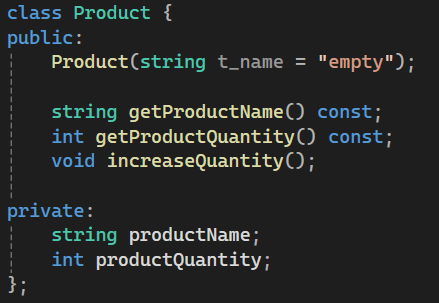 class Product {
public:
    Product(string t_name = "empty");

    string getProductName() const;
    int getProductQuantity() const;
    void increaseQuantity();

private:
    string productName;
    int productQuantity;
};